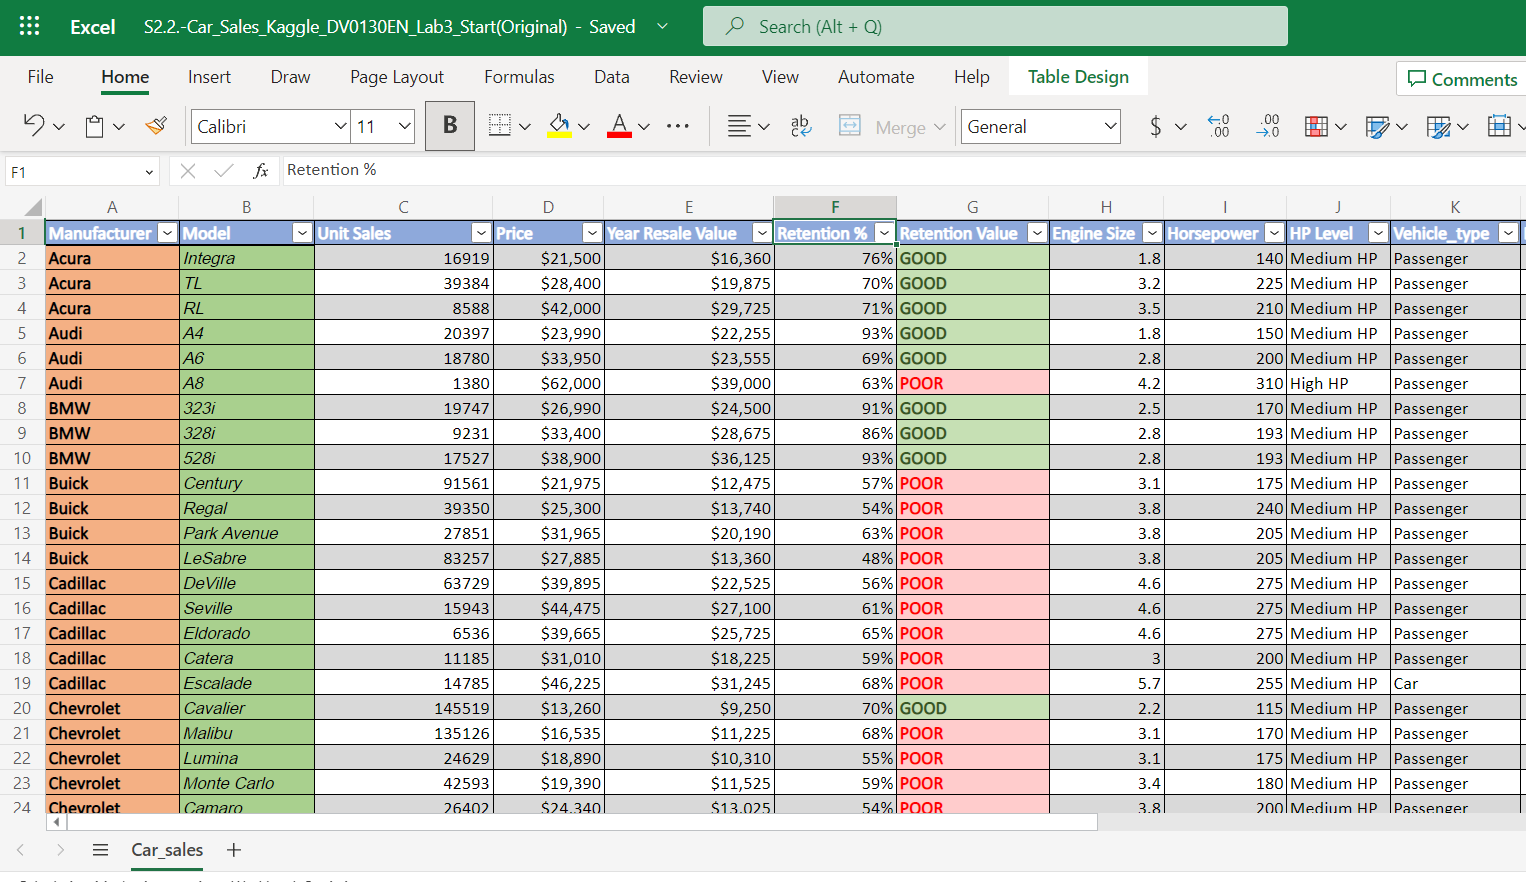 Excel S2.2.-Car_Sales_Kaggle_DV0130EN_Lab3_Start(Original) - Saved Search (Alt + Q)
File Home Insert Draw Page Layout Formulas Data Review View Automate Help Table Design Comments
Calibri 11 B A ab c Merge General $ .00 .0 .00 .0
F1 fx Retention %
A B C D E F G H I J K
1 Manufacturer Model Unit Sales Price Year Resale Value Retention % Retention Value Engine Size Horsepower HP Level Vehicle_type
2 Acura Integra 16919 $21,500 $16,360 76% GOOD 1.8 140 Medium HP Passenger
3 Acura TL 39384 $28,400 $19,875 70% GOOD 3.2 225 Medium HP Passenger
4 Acura RL 8588 $42,000 $29,725 71% GOOD 3.5 210 Medium HP Passenger
5 Audi A4 20397 $23,990 $22,255 93% GOOD 1.8 150 Medium HP Passenger
6 Audi A6 18780 $33,950 $23,555 69% GOOD 2.8 200 Medium HP Passenger
7 Audi A8 1380 $62,000 $39,000 63% POOR 4.2 310 High HP Passenger
8 BMW 323i 19747 $26,990 $24,500 91% GOOD 2.5 170 Medium HP Passenger
9 BMW 328i 9231 $33,400 $28,675 86% GOOD 2.8 193 Medium HP Passenger
10 BMW 528i 17527 $38,900 $36,125 93% GOOD 2.8 193 Medium HP Passenger
11 Buick Century 91561 $21,975 $12,475 57% POOR 3.1 175 Medium HP Passenger
12 Buick Regal 39350 $25,300 $13,740 54% POOR 3.8 240 Medium HP Passenger
13 Buick Park Avenue 27851 $31,965 $20,190 63% POOR 3.8 205 Medium HP Passenger
14 Buick LeSabre 83257 $27,885 $13,360 48% POOR 3.8 205 Medium HP Passenger
15 Cadillac DeVille 63729 $39,895 $22,525 56% POOR 4.6 275 Medium HP Passenger
16 Cadillac Seville 15943 $44,475 $27,100 61% POOR 4.6 275 Medium HP Passenger
17 Cadillac Eldorado 6536 $39,665 $25,725 65% POOR 4.6 275 Medium HP Passenger
18 Cadillac Catera 11185 $31,010 $18,225 59% POOR 3 200 Medium HP Passenger
19 Cadillac Escalade 14785 $46,225 $31,245 68% POOR 5.7 255 Medium HP Car
20 Chevrolet Cavalier 145519 $13,260 $9,250 70% GOOD 2.2 115 Medium HP Passenger
21 Chevrolet Malibu 135126 $16,535 $11,225 68% POOR 3.1 170 Medium HP Passenger
22 Chevrolet Lumina 24629 $18,890 $10,310 55% POOR 3.1 175 Medium HP Passenger
23 Chevrolet Monte Carlo 42593 $19,390 $11,525 59% POOR 3.4 180 Medium HP Passenger
24 Chevrolet Camaro 26402 $24,340 $13,025 54% POOR 3.8 200 Medium HP Passenger
Car_sales